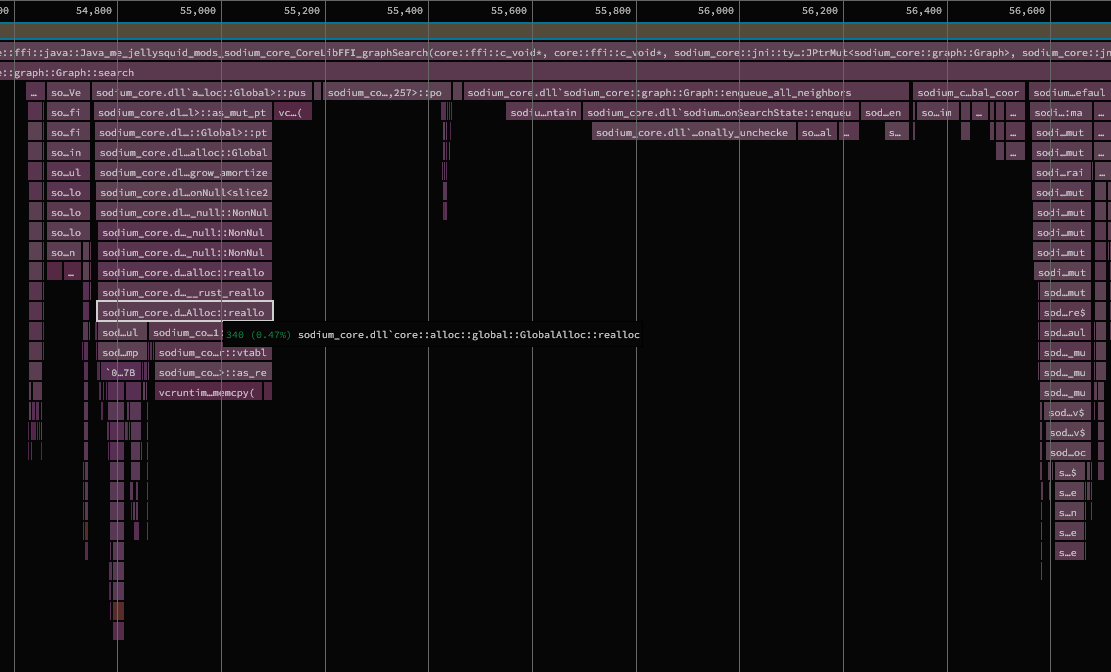 00 54,800 55,000 55,200 55,400 55,600 55,800 56,000 56,200 56,400 56,600
e::ffi::java::Java_me_jellysquid_mods_sodium_core_CoreLibFFI_graphSearch(core::ffi::c_void*, core::ffi::c_void*, sodium_core::jni::ty…:JPtrMut<sodium_core::graph::Graph>, sodium_core::jn
e::graph::Graph::search
… so…Ve sodium_core.dll`a…loc::Global>::pus sodium_co…,257>::po sodium_core.dll`sodium_core::graph::Graph::enqueue_all_neighbors sodium_c…bal_coor sodium…efaul
so…fi sodium_core.dl…l>::as_mut_pt vc…( sodiu…ntain sodium_core.dll`sodium…onSearchState::enqueu sod…en so…im … … sodi…:ma …
so…fi sodium_core.dl…::Global>::pt sodium_core.dll`…onally_unchecke so…al … s… … sodi…mut …
so…in sodium_core.dl…alloc::Global … sodi…mut …
so…ul sodium_core.dl…grow_amortize sodi…rai …
so…lo sodium_core.dl…onNull<slice2 sodi…mut
so…lo sodium_core.dl…_null::NonNul sodi…mut
so…lo sodium_core.d…_null::NonNul sodi…mut
so…n sodium_core.d…_null::NonNul sodi…mut
… sodium_core.d…alloc::reallo sodi…mut
sodium_core.d…__rust_reallo sod…mut
sodium_core.d…Alloc::reallo sod…re$
sod…ul sodium_co…1: 340 (0.47%) sodium_core.dll`core::alloc::global::GlobalAlloc::realloc sod…aul
sod…mp sodium_co…r::vtabl sod…_mu
`0…78 sodium_co…>::as_re sod…_mu
vcruntim…memcpy( sod…_mu
sod…v$
sod…v$
sod…oc
s…$
s…e
s…n
s…e
s…e